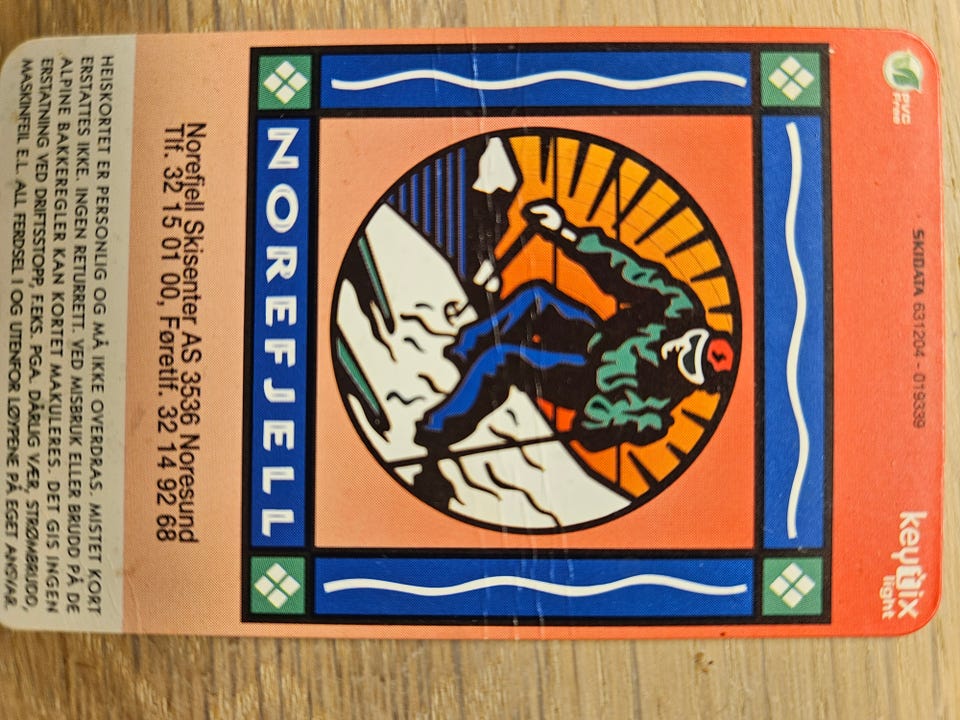 PVC
FREE
SKIDATA 631204 - 019339
keytix
light
NOREFJELL
Norefjell Skisenter AS 3536 Noresund
Tlf. 32 15 01 00, Føretlf. 32 14 92 68
HEISKORTET ER PERSONLIG OG MÅ IKKE OVERDRAS. MISTET KORT
ERSTATTES IKKE. INGEN RETURRETT. VED MISBRUK ELLER BRUDD PÅ DE
ALPINE BAKKEREGLER KAN KORTET MAKULERES. DET GIS INGEN
ERSTATNING VED DRIFTSSTOPP, F.EKS. PGA. DÅRLIG VÆR, STRØMBRUDD,
MASKINFEIL E.L. ALL FERDSEL I OG UTENFOR LØYPENE PÅ EGET ANSVAR.